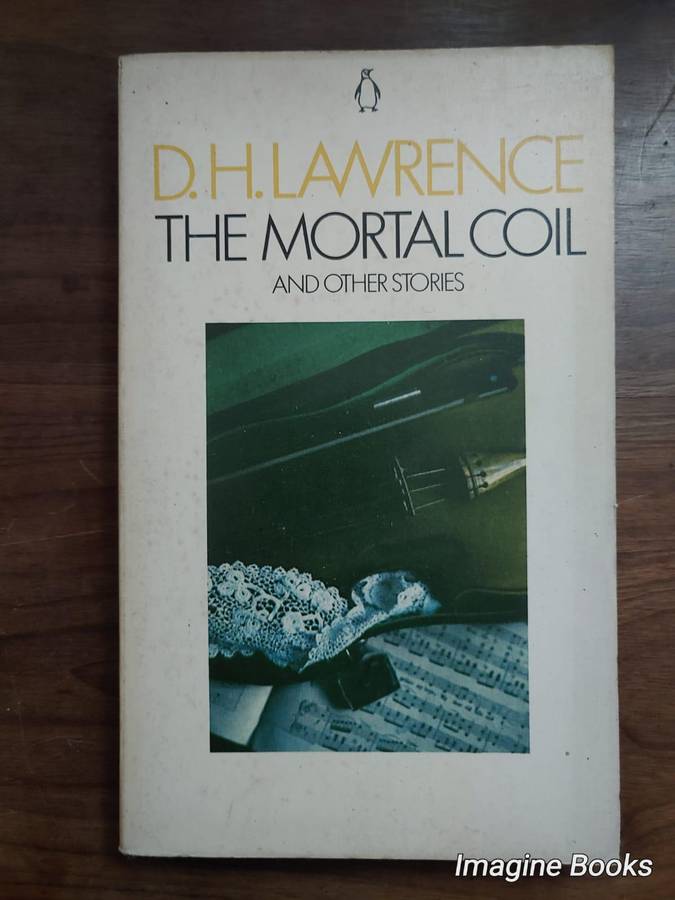 D.H. LAWRENCE
THE MORTAL COIL
AND OTHER STORIES
Imagine Books